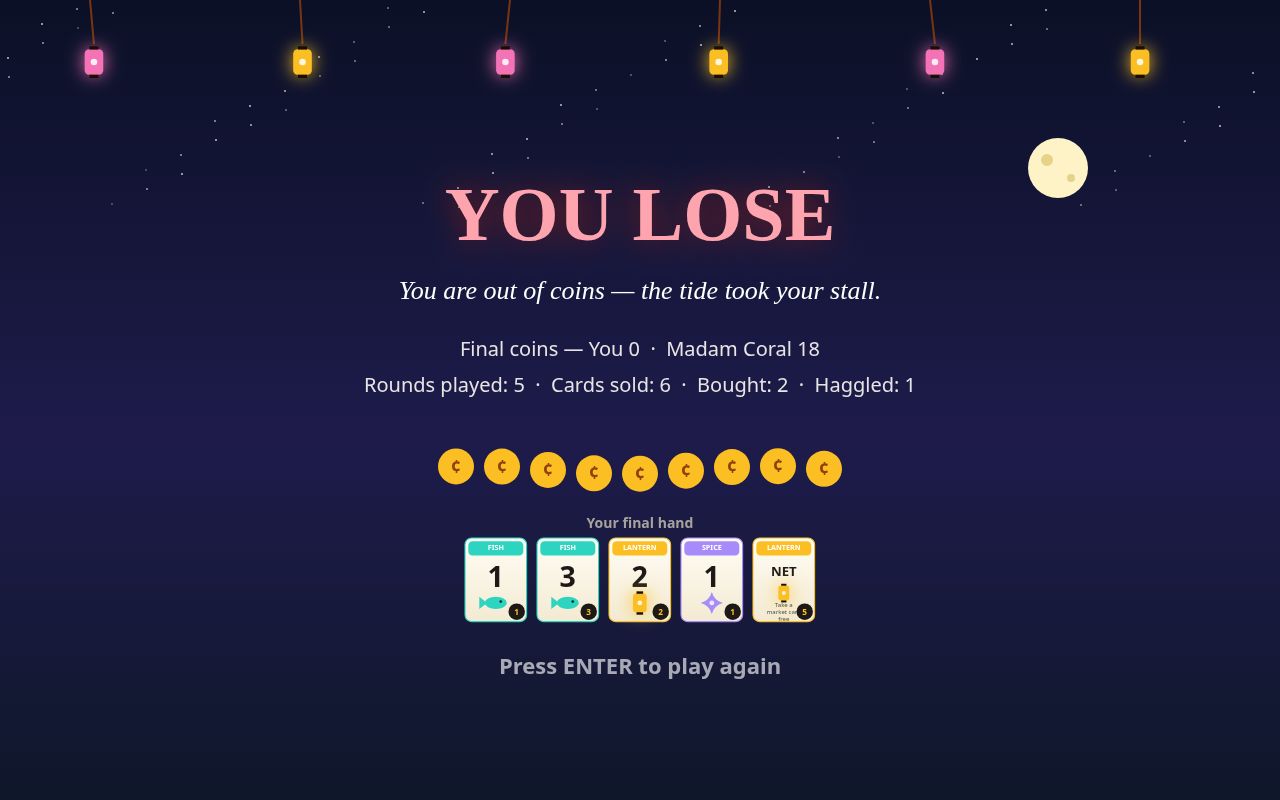 YOU LOSE
You are out of coins — the tide took your stall.
Final coins — You 0 · Madam Coral 18
Rounds played: 5 · Cards sold: 6 · Bought: 2 · Haggled: 1
¢ ¢ ¢ ¢ ¢ ¢ ¢ ¢ ¢
Your final hand
FISH
1
1
FISH
3
3
LANTERN
2
2
SPICE
1
1
LANTERN
NET
Take a
market
free
5
Press ENTER to play again